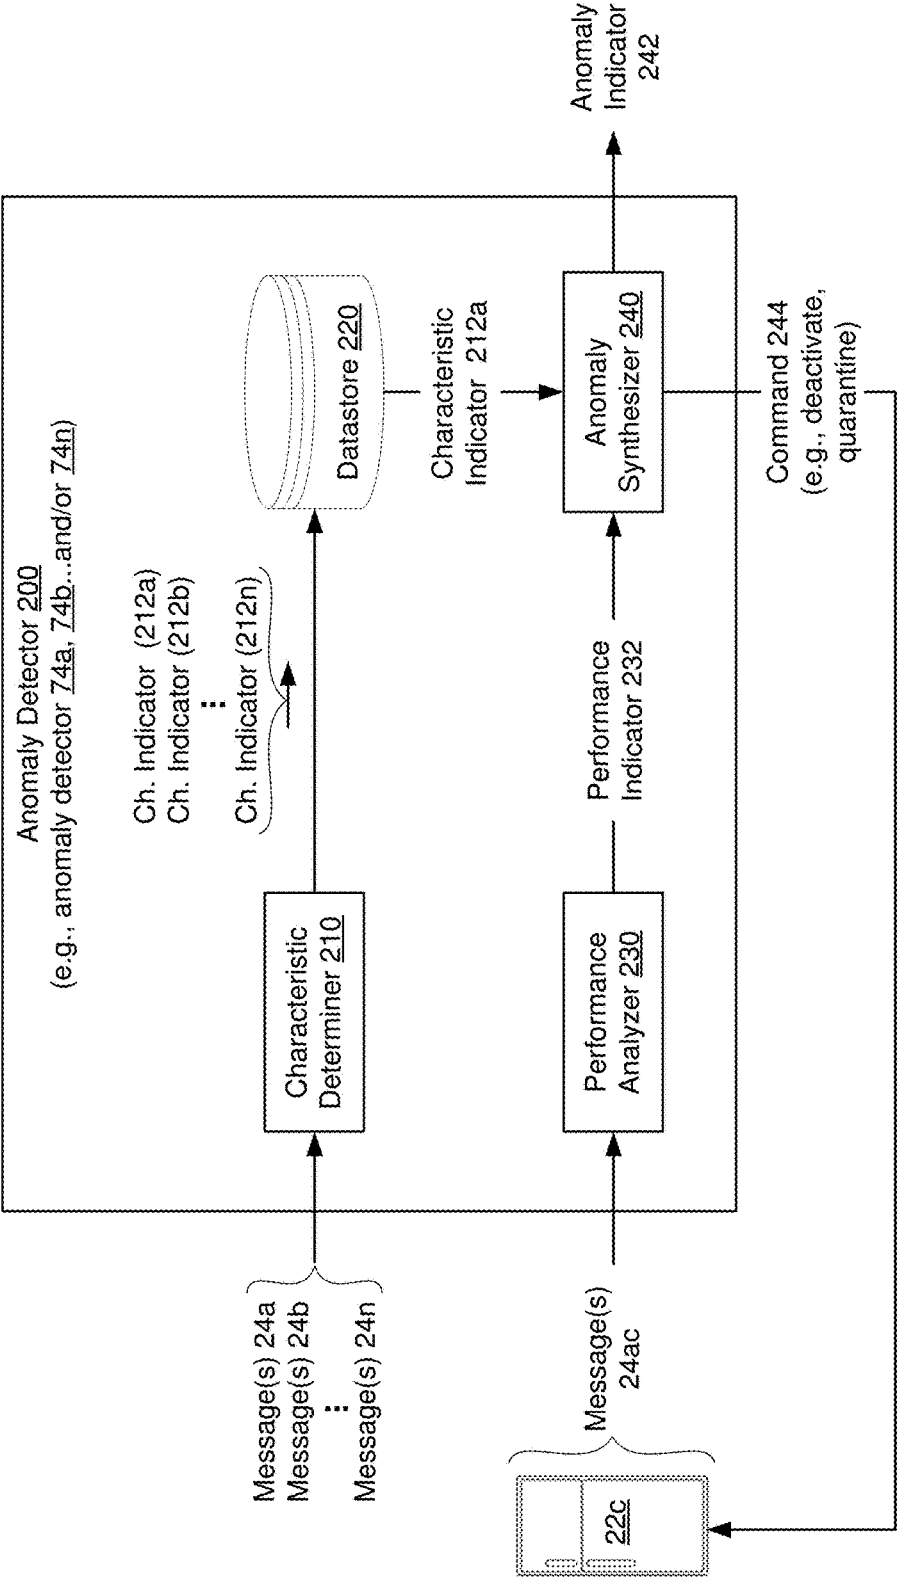 Anomaly Detector 200
(e.g., anomaly detector 74a, 74b...and/or 74n)
Ch. Indicator (212a)
Ch. Indicator (212b)
⋮
Ch. Indicator (212n)
Message(s) 24a
Message(s) 24b
⋮
Message(s) 24n
Characteristic
Determiner 210
Datastore 220
Characteristic
Indicator 212a
22c
Message(s)
24ac
Performance
Analyzer 230
Performance
Indicator 232
Anomaly
Synthesizer 240
Anomaly
Indicator
242
Command 244
(e.g., deactivate,
quarantine)